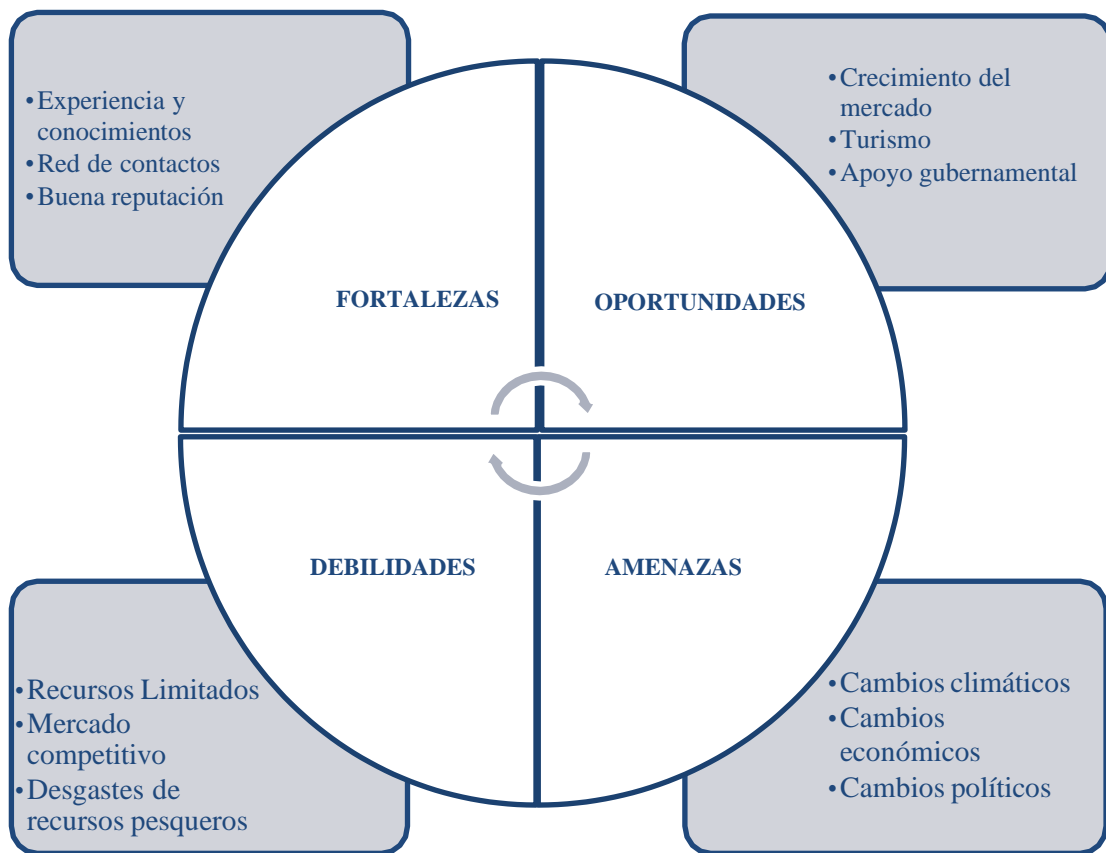 •Experiencia y
conocimientos
•Red de contactos
•Buena reputación
•Crecimiento del
mercado
•Turismo
•Apoyo gubernamental
FORTALEZAS
OPORTUNIDADES
DEBILIDADES
AMENAZAS
•Recursos Limitados
•Mercado
competitivo
•Desgastes de
recursos pesqueros
•Cambios climáticos
•Cambios
económicos
•Cambios políticos